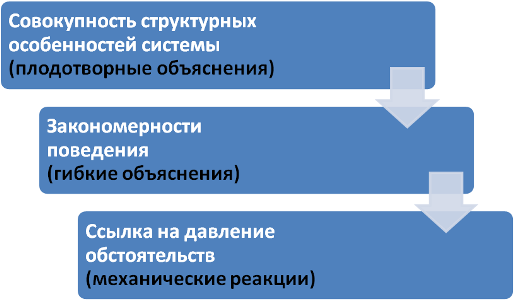 Совокупность структурных
особенностей системы
(плодотворные объяснения)
Закономерности
поведения
(гибкие объяснения)
Ссылка на давление
обстоятельств
(механические реакции)